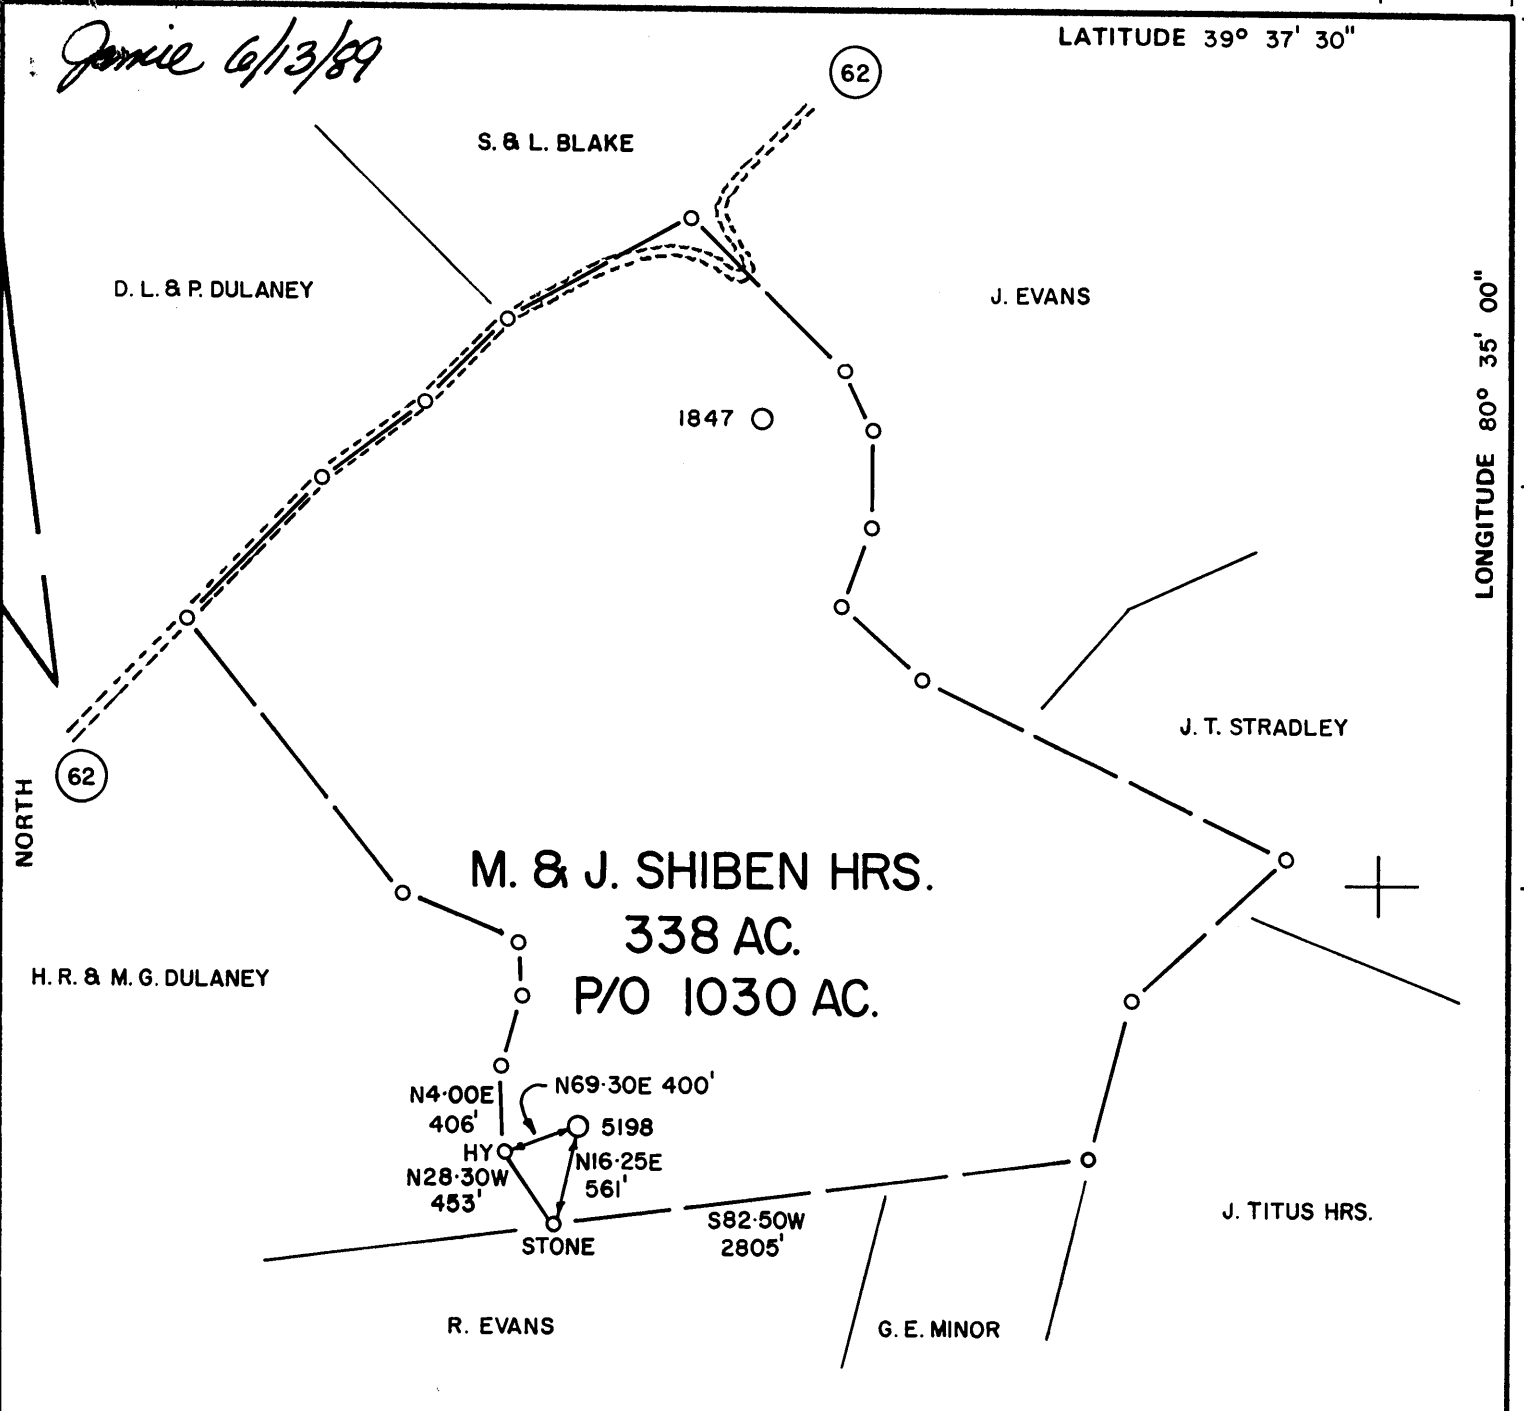 Jamie 6/13/89
LATITUDE 39° 37' 30"
62
S. & L. BLAKE
D. L. & P. DULANEY
J. EVANS
LONGITUDE 80° 35' 00"
1847
J. T. STRADLEY
62
NORTH
M. & J. SHIBEN HRS.
338 AC.
P/O 1030 AC.
H. R. & M. G. DULANEY
N4·00E
406'
N69·30E 400'
5198
HY
N28·30W
453'
N16·25E
561'
STONE
S82·50W
2805'
J. TITUS HRS.
R. EVANS
G. E. MINOR